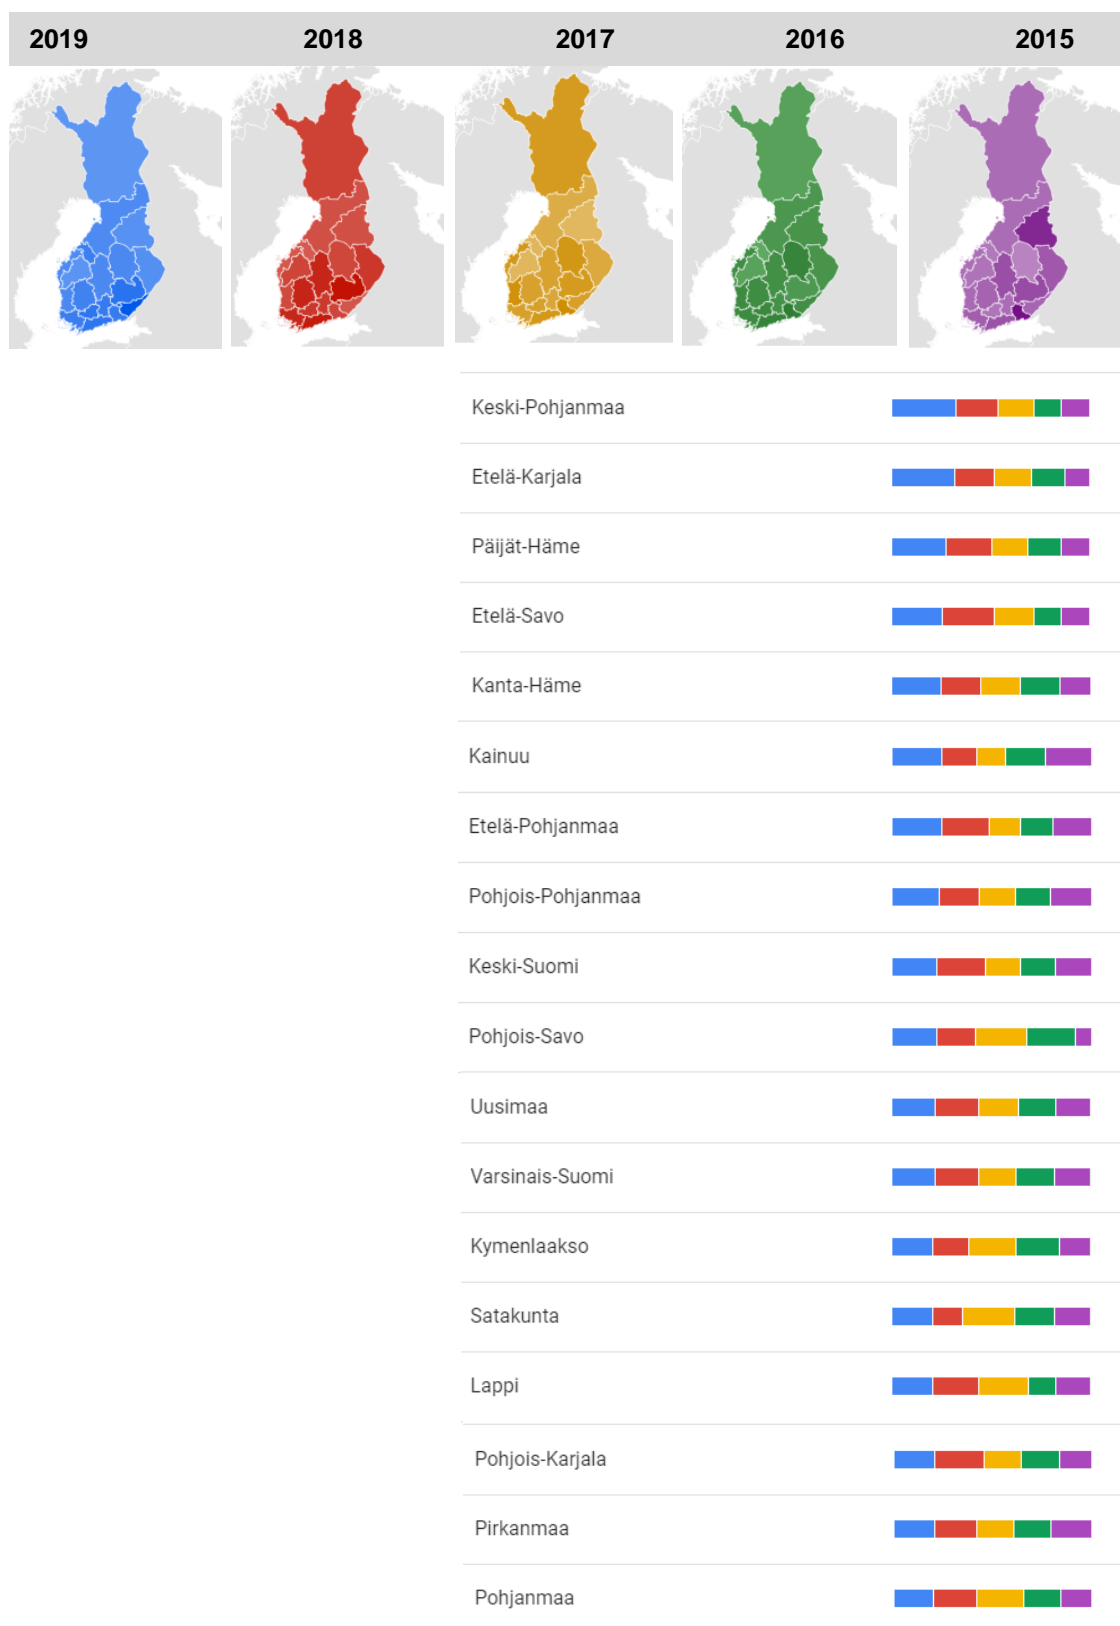 2019 2018 2017 2016 2015
Keski-Pohjanmaa
Etelä-Karjala
Päijät-Häme
Etelä-Savo
Kanta-Häme
Kainuu
Etelä-Pohjanmaa
Pohjois-Pohjanmaa
Keski-Suomi
Pohjois-Savo
Uusimaa
Varsinais-Suomi
Kymenlaakso
Satakunta
Lappi
Pohjois-Karjala
Pirkanmaa
Pohjanmaa